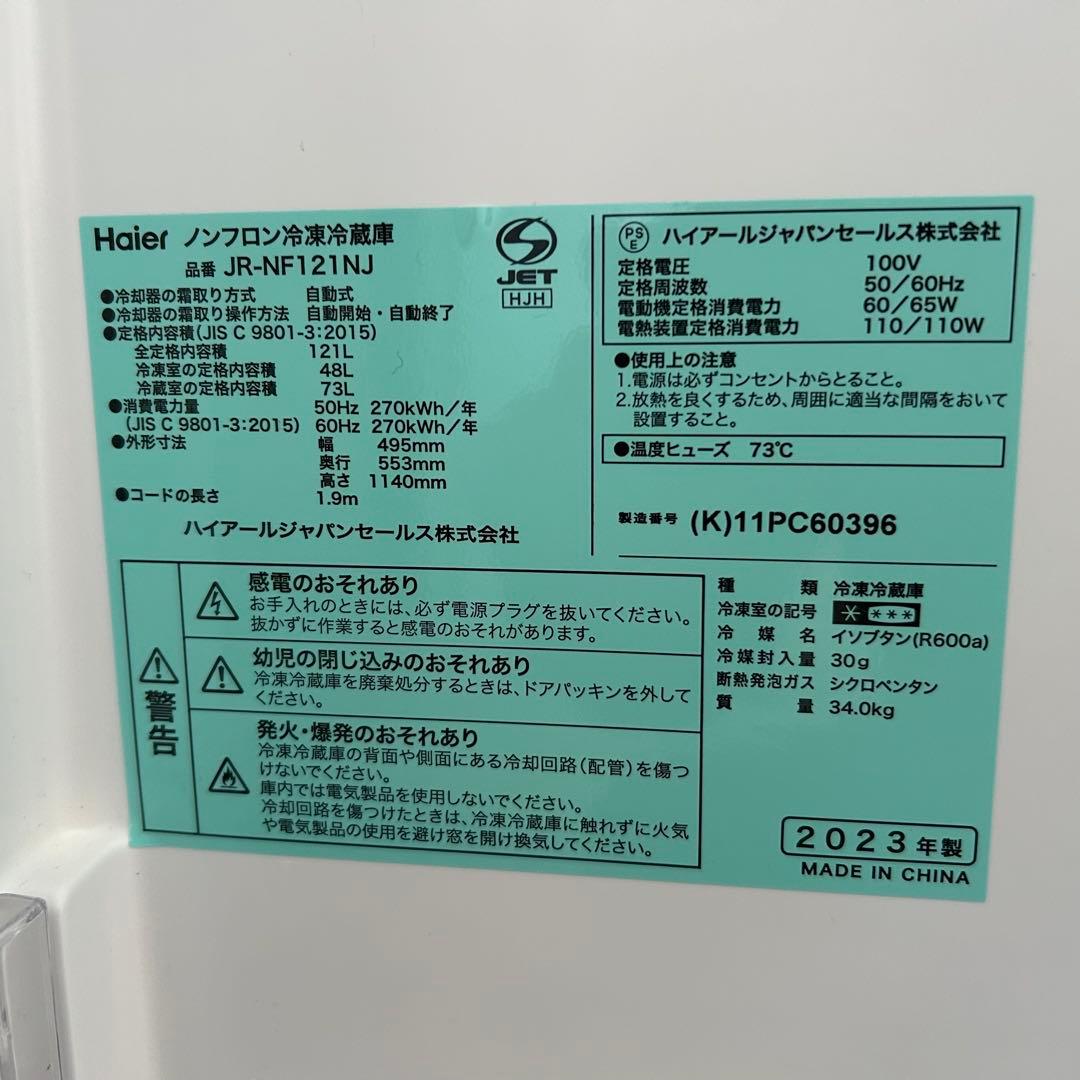 Haier ノンフロン冷凍冷蔵庫
品番 JR-NF121NJ
●冷却器の霜取り方式 自動式
●冷却器の霜取り操作方法 自動開始・自動終了
●定格内容積(JIS C 9801-3:2015)
全定格内容積 121L
冷凍室の定格内容積 48L
冷蔵室の定格内容積 73L
●消費電力量 50Hz 270kWh/年
(JIS C 9801-3:2015) 60Hz 270kWh/年
●外形寸法 幅 495mm
奥行 553mm
高さ 1140mm
●コードの長さ 1.9m
ハイアールジャパンセールス株式会社
S
JET
HJH
PSE ハイアールジャパンセールス株式会社
定格電圧 100V
定格周波数 50/60Hz
電動機定格消費電力 60/65W
電熱装置定格消費電力 110/110W
●使用上の注意
1.電源は必ずコンセントからとること。
2.放熱を良くするため、周囲に適当な間隔をおいて
設置すること。
●温度ヒューズ 73℃
製造番号 (K)11PC60396
警告
感電のおそれあり
お手入れのときには、必ず電源プラグを抜いてください。
抜かずに作業すると感電のおそれがあります。
幼児の閉じ込めのおそれあり
冷凍冷蔵庫を廃棄処分するときは、ドアパッキンを外して
ください。
発火・爆発のおそれあり
冷凍冷蔵庫の背面や側面にある冷却回路(配管)を傷つ
けないでください。
庫内では電気製品を使用しないでください。
冷却回路を傷つけたときは、冷凍冷蔵庫に触れずに火気
や電気製品の使用を避け窓を開け換気してください。
種類 冷凍冷蔵庫
冷凍室の記号 * ***
冷媒名 イソブタン(R600a)
冷媒封入量 30g
断熱発泡ガス シクロペンタン
質量 34.0kg
2023年製
MADE IN CHINA